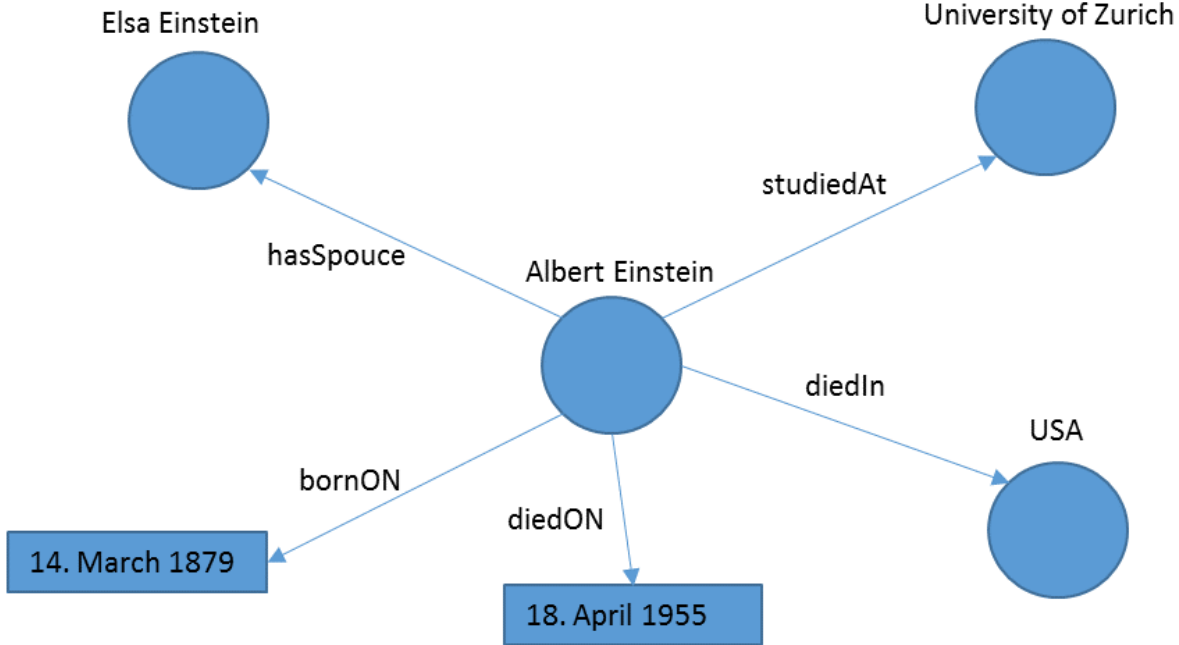 Elsa Einstein
University of Zurich
studiedAt
hasSpouce
Albert Einstein
diedIn
USA
bornON
diedON
14. March 1879
18. April 1955